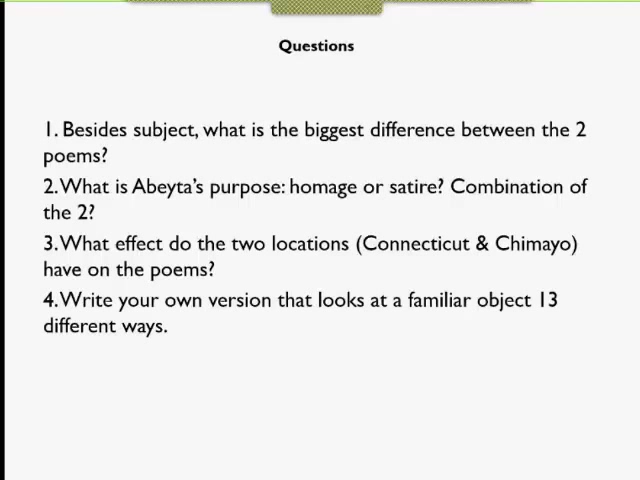 Questions
1. Besides subject, what is the biggest difference between the 2
poems?
2. What is Abeyta's purpose: homage or satire? Combination of
the 2?
3. What effect do the two locations (Connecticut & Chimayo)
have on the poems?
4. Write your own version that looks at a familiar object 13
different ways.